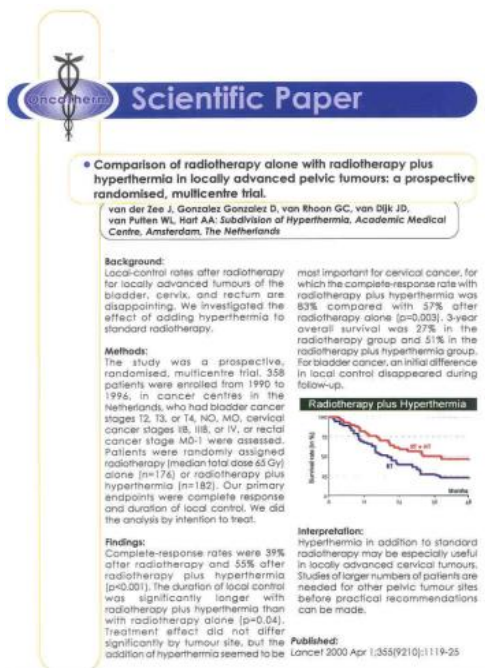 Oncotherm
Scientific Paper
• Comparison of radiotherapy alone with radiotherapy plus
hyperthermia in locally advanced pelvic tumours: a prospective
randomised, multicentre trial.
van der Zee J, Gonzalez Gonzalez D, van Rhoon GC, van Dijk JD,
van Putten WL, Hart AA: Subdivision of Hyperthermia, Academic Medical
Centre, Amsterdam, The Netherlands
Background:
Local-control rates after radiotherapy
for locally advanced tumours of the
bladder, cervix, and rectum are
disappointing. We investigated the
effect of adding hyperthermia to
standard radiotherapy.
Methods:
The study was a prospective,
randomised, multicentre trial. 358
patients were enrolled from 1990 to
1996, in cancer centres in the
Netherlands, who had bladder cancer
stages T2, T3, or T4, NO, MO, cervical
cancer stages IIB, IIIB, or IV, or rectal
cancer stage M0-1 were assessed.
Patients were randomly assigned
radiotherapy (median total dose 65 Gy)
alone (n=176) or radiotherapy plus
hyperthermia (n=182). Our primary
endpoints were complete response
and duration of local control. We did
the analysis by intention to treat.
Findings:
Complete-response rates were 39%
after radiotherapy and 55% after
radiotherapy plus hyperthermia
(p<0.001). The duration of local control
was significantly longer with
radiotherapy plus hyperthermia than
with radiotherapy alone (p=0.04).
Treatment effect did not differ
significantly by tumour site, but the
addition of hyperthermia seemed to be
most important for cervical cancer, for
which the complete-response rate with
radiotherapy plus hyperthermia was
83% compared with 57% after
radiotherapy alone (p=0.003). 3-year
overall survival was 27% in the
radiotherapy group and 51% in the
radiotherapy plus hyperthermia group.
For bladder cancer, an initial difference
in local control disappeared during
follow-up.
Radiotherapy plus Hyperthermia
Survival rate (in %)
RT + HT
RT
Months
Interpretation:
Hyperthermia in addition to standard
radiotherapy may be especially useful
in locally advanced cervical tumours.
Studies of larger numbers of patients are
needed for other pelvic tumour sites
before practical recommendations
can be made.
Published:
Lancet 2000 Apr 1;355(9210):1119-25